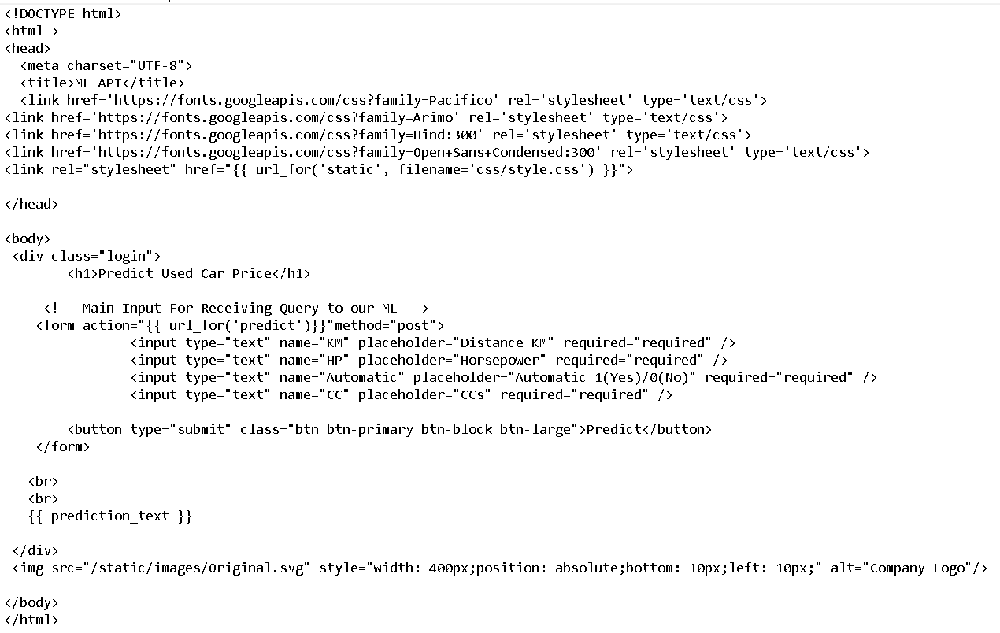 <!DOCTYPE html>
<html >
<head>
  <meta charset="UTF-8">
  <title>ML API</title>
  <link href='https://fonts.googleapis.com/css?family=Pacifico' rel='stylesheet' type='text/css'>
<link href='https://fonts.googleapis.com/css?family=Arimo' rel='stylesheet' type='text/css'>
<link href='https://fonts.googleapis.com/css?family=Hind:300' rel='stylesheet' type='text/css'>
<link href='https://fonts.googleapis.com/css?family=Open+Sans+Condensed:300' rel='stylesheet' type='text/css'>
<link rel="stylesheet" href="{{ url_for('static', filename='css/style.css') }}">

</head>

<body>
 <div class="login">
        <h1>Predict Used Car Price</h1>

     <!-- Main Input For Receiving Query to our ML -->
    <form action="{{ url_for('predict')}}"method="post">
                <input type="text" name="KM" placeholder="Distance KM" required="required" />
                <input type="text" name="HP" placeholder="Horsepower" required="required" />
                <input type="text" name="Automatic" placeholder="Automatic 1(Yes)/0(No)" required="required" />
                <input type="text" name="CC" placeholder="CCs" required="required" />

        <button type="submit" class="btn btn-primary btn-block btn-large">Predict</button>
    </form>

   <br>
   <br>
   {{ prediction_text }}

 </div>
 <img src="/static/images/Original.svg" style="width: 400px;position: absolute;bottom: 10px;left: 10px;" alt="Company Logo"/>

</body>
</html>